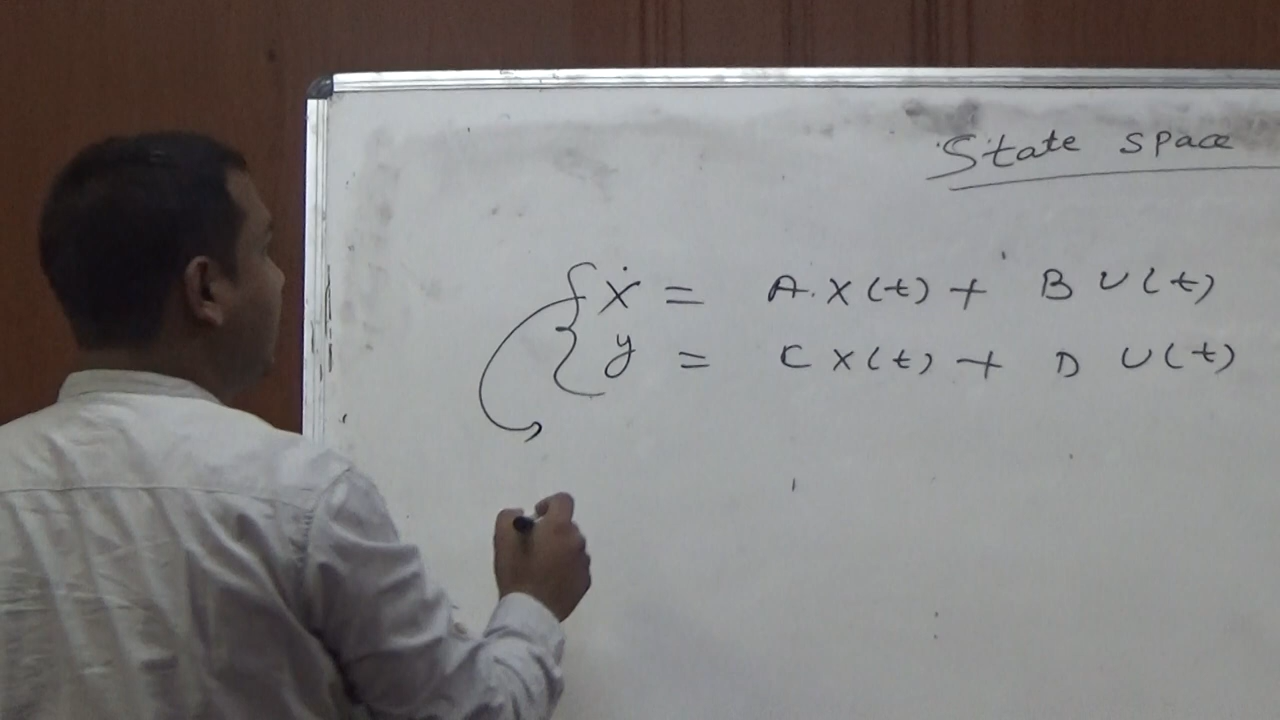 State space
ẋ = A.X(t) + B U(t)
y = C X(t) + D U(t)